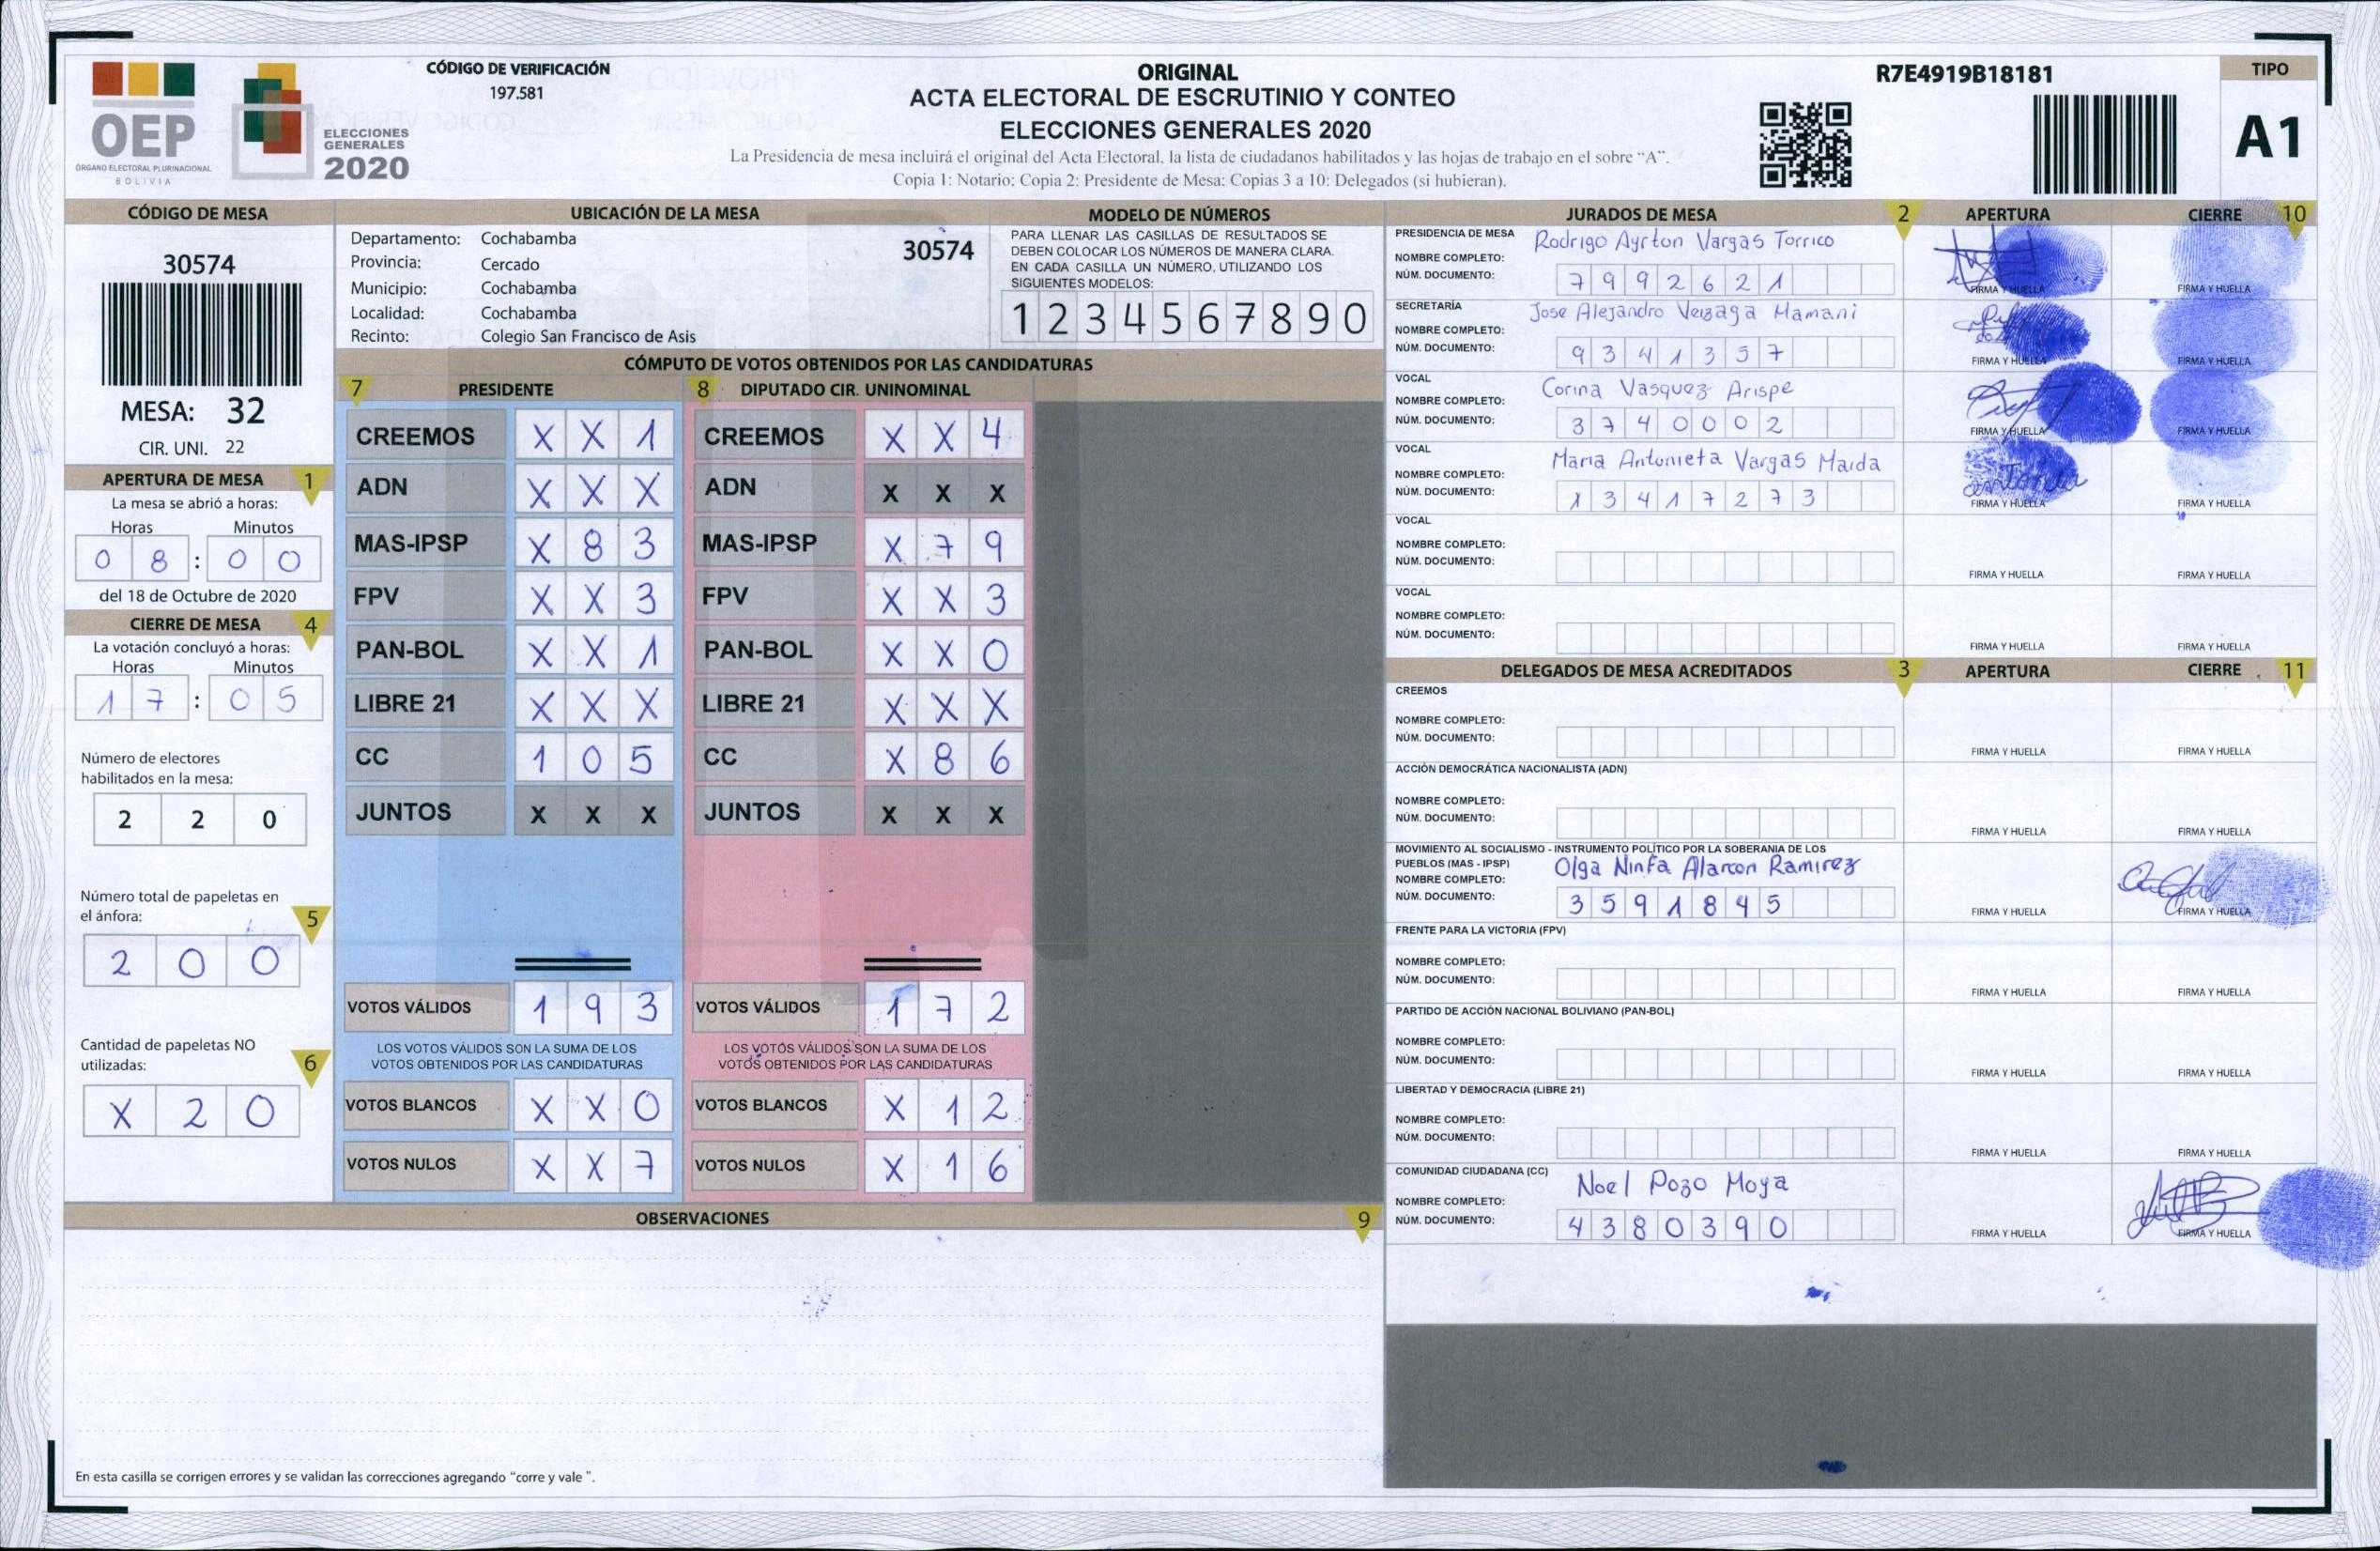 OEP
ÓRGANO ELECTORAL PLURINACIONAL
BOLIVIA
ELECCIONES
GENERALES
2020
CÓDIGO DE VERIFICACIÓN
197.581
ORIGINAL
ACTA ELECTORAL DE ESCRUTINIO Y CONTEO
ELECCIONES GENERALES 2020
La Presidencia de mesa incluirá el original del Acta Electoral, la lista de ciudadanos habilitados y las hojas de trabajo en el sobre "A".
Copia 1: Notario; Copia 2: Presidente de Mesa; Copias 3 a 10: Delegados (si hubieran).
R7E4919B18181
TIPO
A1
CÓDIGO DE MESA
30574
MESA: 32
CIR. UNI. 22
APERTURA DE MESA 1
La mesa se abrió a horas:
Horas Minutos
0 8 : 0 0
del 18 de Octubre de 2020
CIERRE DE MESA 4
La votación concluyó a horas:
Horas Minutos
1 7 : 0 5
Número de electores
habilitados en la mesa:
2 2 0
Número total de papeletas en
el ánfora: 5
2 0 0
Cantidad de papeletas NO
utilizadas: 6
X 2 0
UBICACIÓN DE LA MESA
Departamento: Cochabamba
30574
Provincia: Cercado
Municipio: Cochabamba
Localidad: Cochabamba
Recinto: Colegio San Francisco de Asis
MODELO DE NÚMEROS
PARA LLENAR LAS CASILLAS DE RESULTADOS SE
DEBEN COLOCAR LOS NÚMEROS DE MANERA CLARA.
EN CADA CASILLA UN NÚMERO, UTILIZANDO LOS
SIGUIENTES MODELOS:
1 2 3 4 5 6 7 8 9 0
CÓMPUTO DE VOTOS OBTENIDOS POR LAS CANDIDATURAS
7 PRESIDENTE 8 DIPUTADO CIR. UNINOMINAL
CREEMOS X X 1 CREEMOS X X 4
ADN X X X ADN X X X
MAS-IPSP X 8 3 MAS-IPSP X 7 9
FPV X X 3 FPV X X 3
PAN-BOL X X 1 PAN-BOL X X 0
LIBRE 21 X X X LIBRE 21 X X X
CC 1 0 5 CC X 8 6
JUNTOS X X X JUNTOS X X X
VOTOS VÁLIDOS 1 9 3 VOTOS VÁLIDOS 1 7 2
LOS VOTOS VÁLIDOS SON LA SUMA DE LOS LOS VOTOS VÁLIDOS SON LA SUMA DE LOS
VOTOS OBTENIDOS POR LAS CANDIDATURAS VOTOS OBTENIDOS POR LAS CANDIDATURAS
VOTOS BLANCOS X X 0 VOTOS BLANCOS X 1 2
VOTOS NULOS X X 7 VOTOS NULOS X 1 6
OBSERVACIONES 9
En esta casilla se corrigen errores y se validan las correcciones agregando "corre y vale ".
JURADOS DE MESA 2 APERTURA CIERRE 10
PRESIDENCIA DE MESA Rodrigo Ayrton Vargas Torrico
NOMBRE COMPLETO:
NÚM. DOCUMENTO: 7 9 9 2 6 2 1
FIRMA Y HUELLA FIRMA Y HUELLA
SECRETARÍA Jose Alejandro Veizaga Mamani
NOMBRE COMPLETO:
NÚM. DOCUMENTO: 9 3 4 1 3 5 7
FIRMA Y HUELLA FIRMA Y HUELLA
VOCAL Corina Vasquez Arispe
NOMBRE COMPLETO:
NÚM. DOCUMENTO: 3 7 4 0 0 0 2
FIRMA Y HUELLA FIRMA Y HUELLA
VOCAL Maria Antonieta Vargas Maida
NOMBRE COMPLETO:
NÚM. DOCUMENTO: 1 3 4 1 7 2 7 3
FIRMA Y HUELLA FIRMA Y HUELLA
VOCAL
NOMBRE COMPLETO:
NÚM. DOCUMENTO:
FIRMA Y HUELLA FIRMA Y HUELLA
VOCAL
NOMBRE COMPLETO:
NÚM. DOCUMENTO:
FIRMA Y HUELLA FIRMA Y HUELLA
DELEGADOS DE MESA ACREDITADOS 3 APERTURA CIERRE 11
CREEMOS
NOMBRE COMPLETO:
NÚM. DOCUMENTO:
FIRMA Y HUELLA FIRMA Y HUELLA
ACCIÓN DEMOCRÁTICA NACIONALISTA (ADN)
NOMBRE COMPLETO:
NÚM. DOCUMENTO:
FIRMA Y HUELLA FIRMA Y HUELLA
MOVIMIENTO AL SOCIALISMO - INSTRUMENTO POLÍTICO POR LA SOBERANIA DE LOS
PUEBLOS (MAS - IPSP) Olga Ninfa Alarcon Ramirez
NOMBRE COMPLETO:
NÚM. DOCUMENTO: 3 5 9 1 8 4 5
FIRMA Y HUELLA FIRMA Y HUELLA
FRENTE PARA LA VICTORIA (FPV)
NOMBRE COMPLETO:
NÚM. DOCUMENTO:
FIRMA Y HUELLA FIRMA Y HUELLA
PARTIDO DE ACCIÓN NACIONAL BOLIVIANO (PAN-BOL)
NOMBRE COMPLETO:
NÚM. DOCUMENTO:
FIRMA Y HUELLA FIRMA Y HUELLA
LIBERTAD Y DEMOCRACIA (LIBRE 21)
NOMBRE COMPLETO:
NÚM. DOCUMENTO:
FIRMA Y HUELLA FIRMA Y HUELLA
COMUNIDAD CIUDADANA (CC) Noel Pozo Moya
NOMBRE COMPLETO:
NÚM. DOCUMENTO: 4 3 8 0 3 9 0
FIRMA Y HUELLA FIRMA Y HUELLA